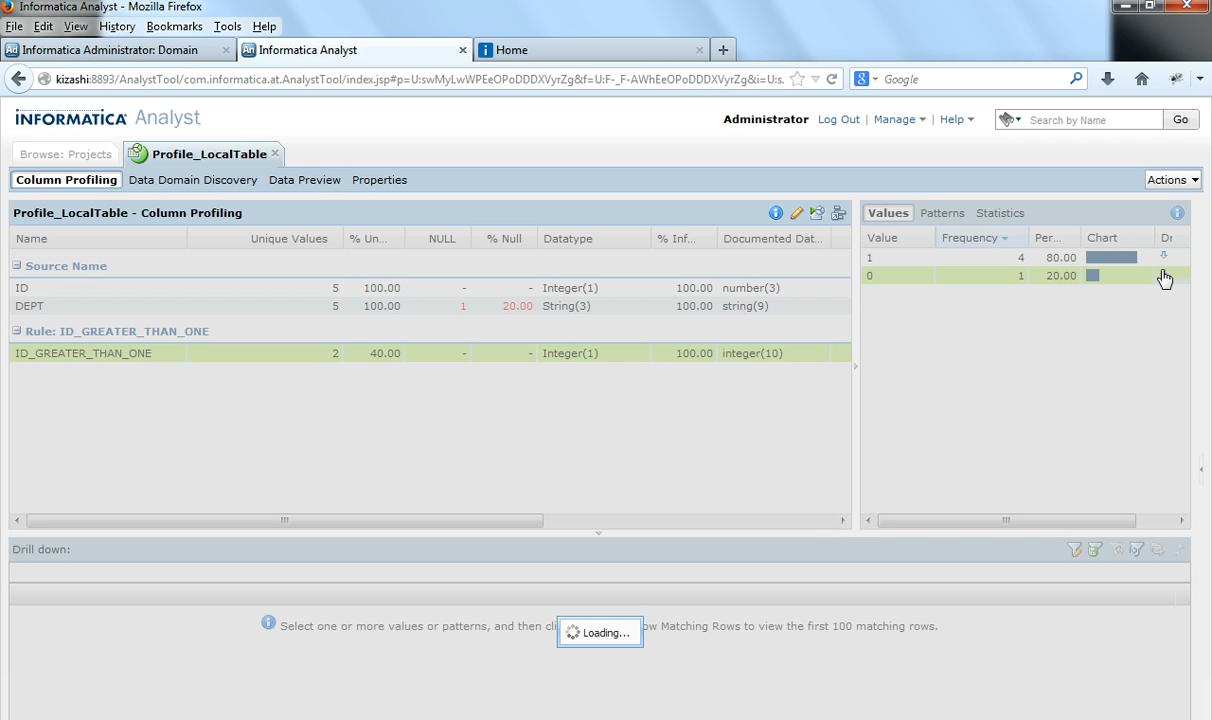 Informatica Analyst - Mozilla Firefox
File Edit View History Bookmarks Tools Help
Ad Informatica Administrator: Domain × An Informatica Analyst × i Home × +
kizashi:8893/AnalystTool/com.informatica.at.AnalystTool/index.jsp#p=U:swMyLwWPEeOPoDDDXVyrZg&f=U:F-_F-AWhEeOPoDDDXVyrZg&i=U:s. Google
INFORMATICA Analyst Administrator Log Out | Manage | Help Search by Name Go
Browse: Projects Profile_LocalTable ×
Column Profiling Data Domain Discovery Data Preview Properties Actions
Profile_LocalTable - Column Profiling Values Patterns Statistics
Name Unique Values % Un... NULL % Null Datatype % Inf... Documented Dat... Value Frequency Per... Chart Dr
1 4 80.00
Source Name
0 1 20.00
ID 5 100.00 - - Integer(1) 100.00 number(3)
DEPT 5 100.00 1 20.00 String(3) 100.00 string(9)
Rule: ID_GREATER_THAN_ONE
ID_GREATER_THAN_ONE 2 40.00 - - Integer(1) 100.00 integer(10)
Drill down:
Select one or more values or patterns, and then cli
Loading...
ow Matching Rows to view the first 100 matching rows.